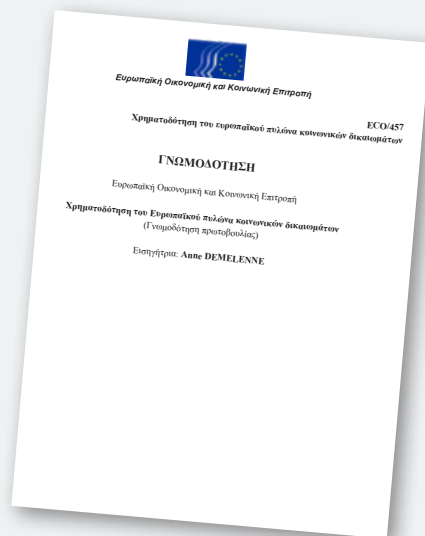 Ευρωπαϊκή Οικονομική και Κοινωνική Επιτροπή
ECO/457
Χρηματοδότηση του ευρωπαϊκού πυλώνα κοινωνικών δικαιωμάτων
ΓΝΩΜΟΔΟΤΗΣΗ
Ευρωπαϊκή Οικονομική και Κοινωνική Επιτροπή
Χρηματοδότηση του Ευρωπαϊκού πυλώνα κοινωνικών δικαιωμάτων
(Γνωμοδότηση πρωτοβουλίας)
Εισηγήτρια: Anne DEMELENNE